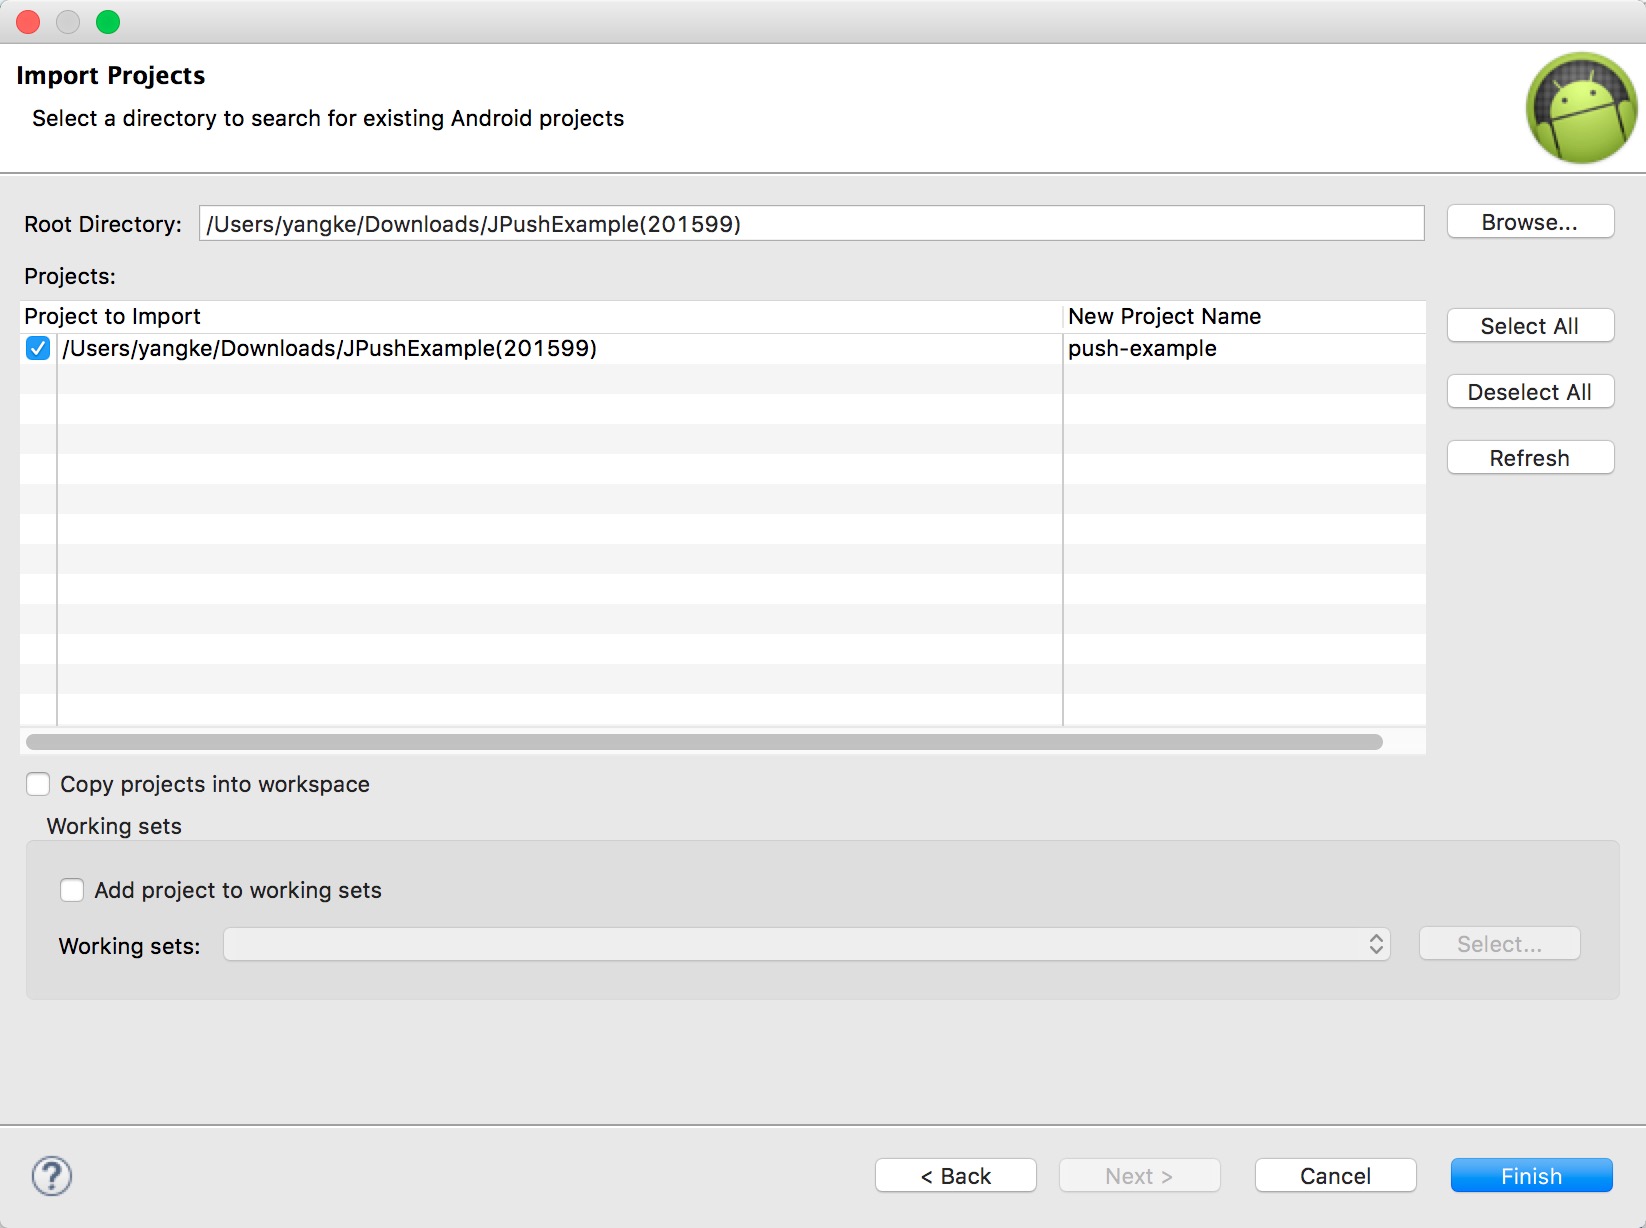 Import Projects
Select a directory to search for existing Android projects
Root Directory: /Users/yangke/Downloads/JPushExample(201599) Browse...
Projects:
Project to Import New Project Name
/Users/yangke/Downloads/JPushExample(201599) push-example
Select All
Deselect All
Refresh
Copy projects into workspace
Working sets
Add project to working sets
Working sets: Select...
? < Back Next > Cancel Finish